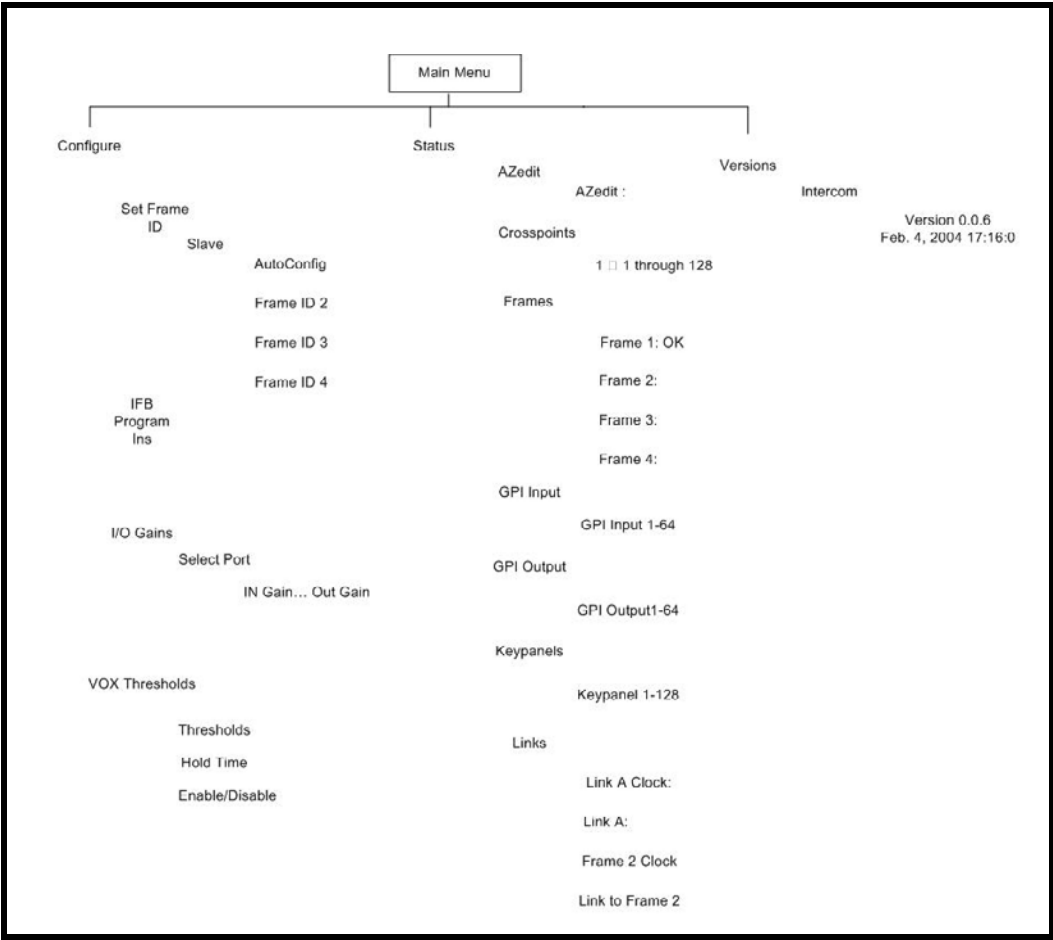 Main Menu
Configure
Set Frame
ID
Slave
AutoConfig
Frame ID 2
Frame ID 3
Frame ID 4
IFB
Program
Ins
I/O Gains
Select Port
IN Gain... Out Gain
VOX Thresholds
Thresholds
Hold Time
Enable/Disable
Status
AZedit
AZedit :
Crosspoints
1 □ 1 through 128
Frames
Frame 1: OK
Frame 2:
Frame 3:
Frame 4:
GPI Input
GPI Input 1-64
GPI Output
GPI Output1-64
Keypanels
Keypanel 1-128
Links
Link A Clock:
Link A:
Frame 2 Clock
Link to Frame 2
Versions
Intercom
Version 0.0.6
Feb. 4, 2004 17:16:0